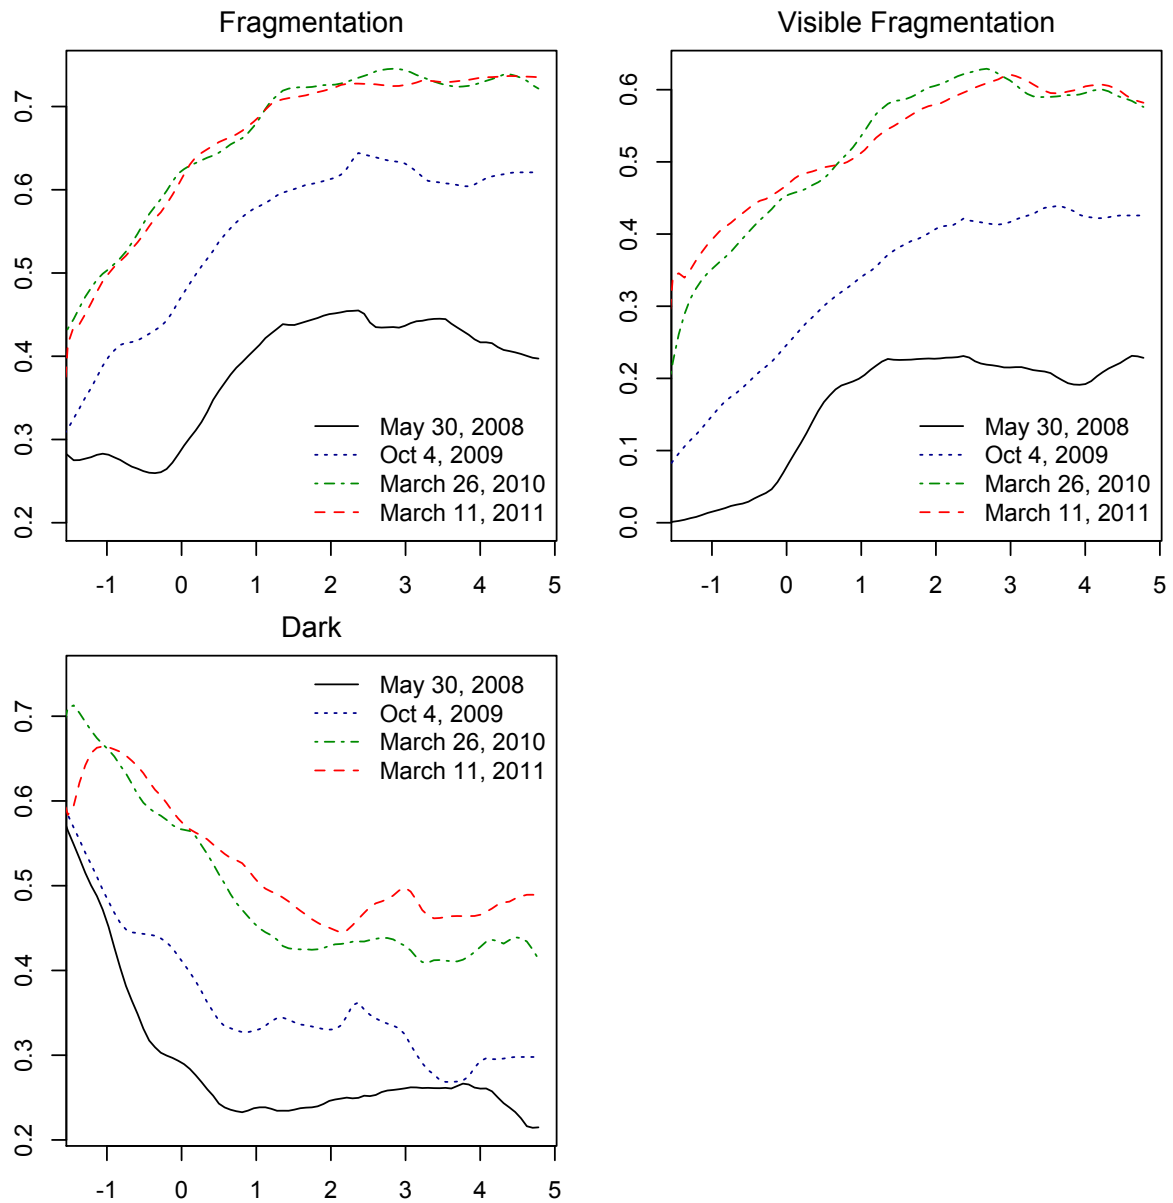 Fragmentation
0.7
0.6
0.5
0.4
0.3
0.2
May 30, 2008
Oct 4, 2009
March 26, 2010
March 11, 2011
-1 0 1 2 3 4 5
Visible Fragmentation
0.6
0.5
0.4
0.3
0.2
0.1
0.0
May 30, 2008
Oct 4, 2009
March 26, 2010
March 11, 2011
-1 0 1 2 3 4 5
Dark
0.7
0.6
0.5
0.4
0.3
0.2
May 30, 2008
Oct 4, 2009
March 26, 2010
March 11, 2011
-1 0 1 2 3 4 5